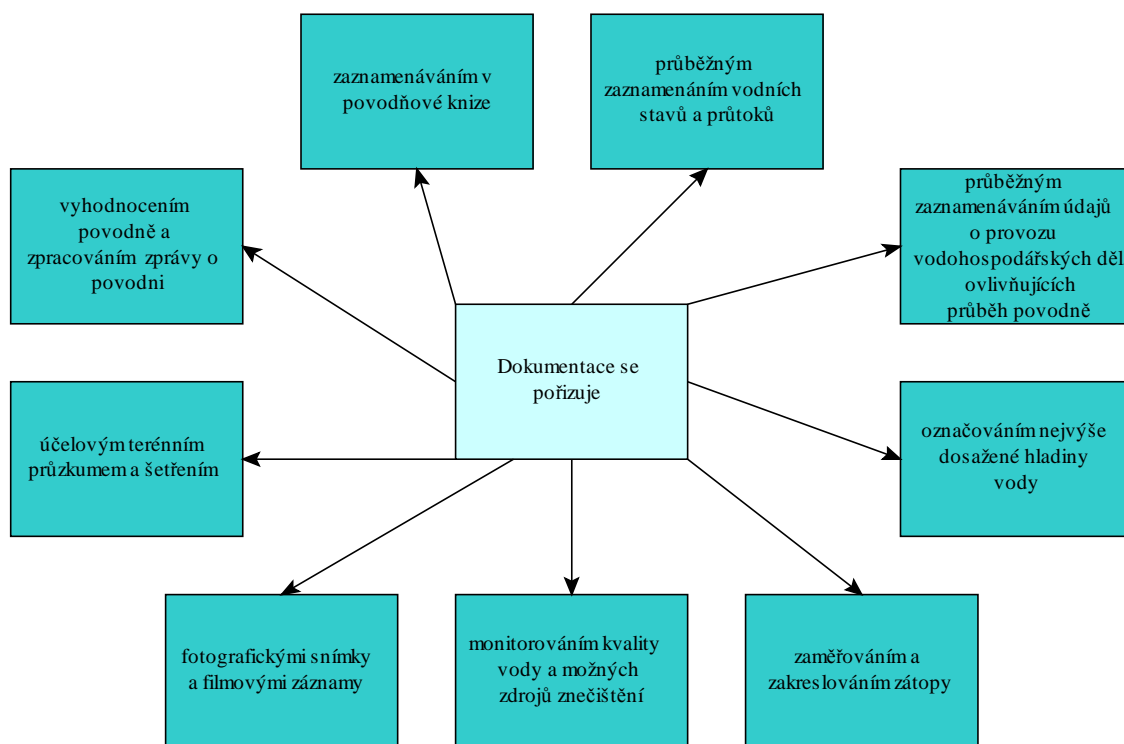 zaznamenáváním v
povodňové knize
průběžným
zaznamenáním vodních
stavů a průtoků
vyhodnocením
povodně a
zpracováním zprávy o
povodni
průběžným
zaznamenáváním údajů
o provozu
vodohospodářských děl
ovlivňujících
průběh povodně
Dokumentace se
pořizuje
účelovým terénním
průzkumem a šetřením
označováním nejvýše
dosažené hladiny
vody
fotografickými snímky
a filmovými záznamy
monitorováním kvality
vody a možných
zdrojů znečištění
zaměřováním a
zakreslováním zátopy